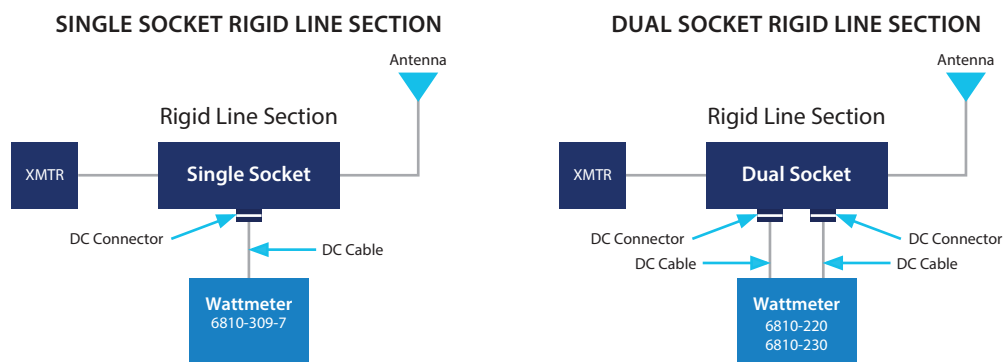 SINGLE SOCKET RIGID LINE SECTION
Antenna
Rigid Line Section
XMTR
Single Socket
DC Connector
DC Cable
Wattmeter
6810-309-7
DUAL SOCKET RIGID LINE SECTION
Antenna
Rigid Line Section
XMTR
Dual Socket
DC Connector
DC Connector
DC Cable
DC Cable
Wattmeter
6810-220
6810-230